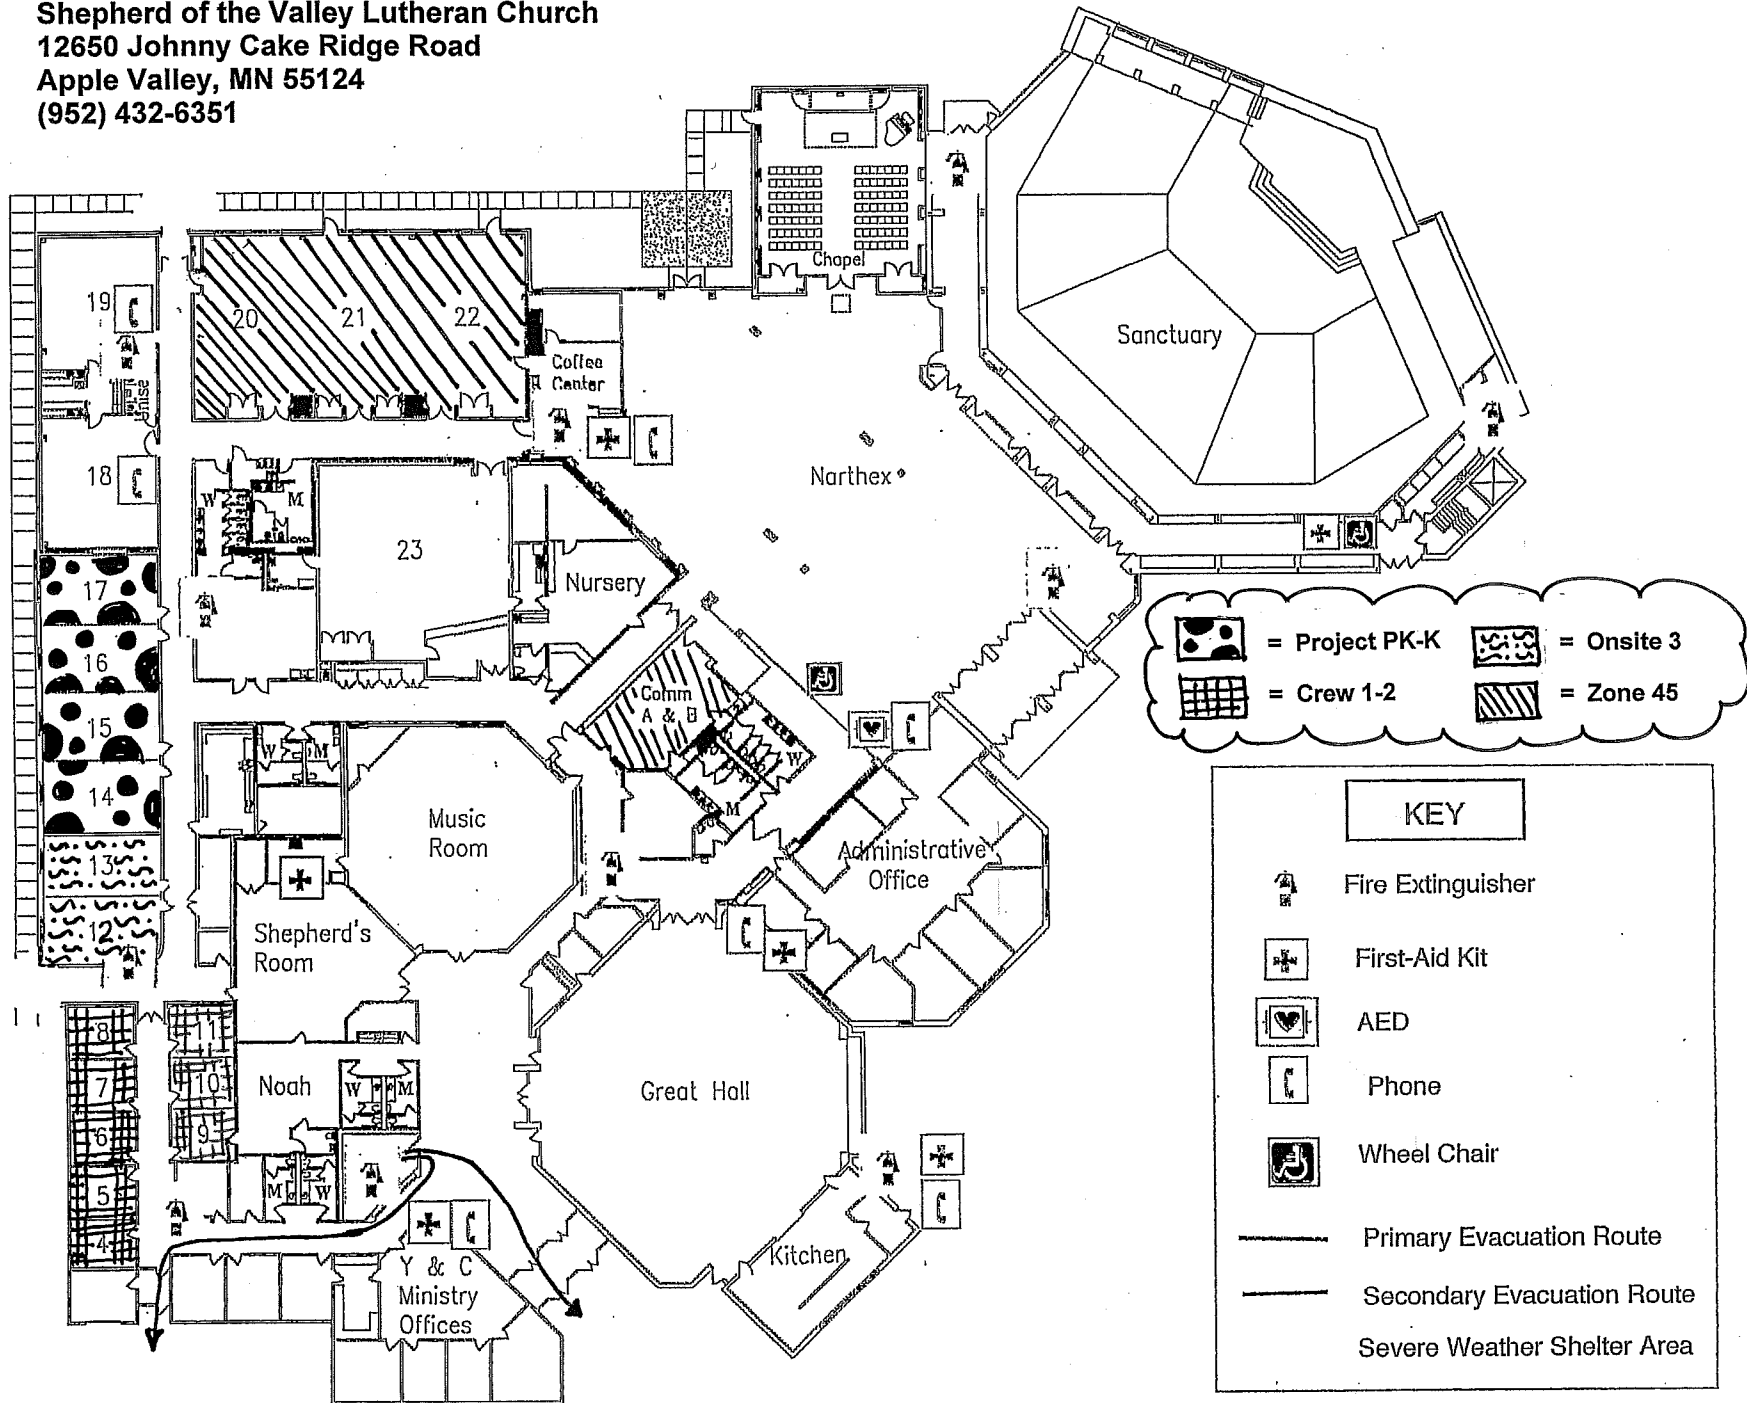 Shepherd of the Valley Lutheran Church
12650 Johnny Cake Ridge Road
Apple Valley, MN 55124
(952) 432-6351
Chapel
19
20
21
22
Coffee
Center
Sanctuary
18
W
M
23
Narthex
Nursery
17
16
15
14
13
12
Comm
A & B
W
M
W
M
Music
Room
Administrative
Office
Shepherd's
Room
= Project PK-K
= Onsite 3
= Crew 1-2
= Zone 45
8
11
7
10
6
9
5
4
Noah
W
M
M
W
Great Hall
Kitchen
Y & C
Ministry
Offices
KEY
Fire Extinguisher
First-Aid Kit
AED
Phone
Wheel Chair
Primary Evacuation Route
Secondary Evacuation Route
Severe Weather Shelter Area